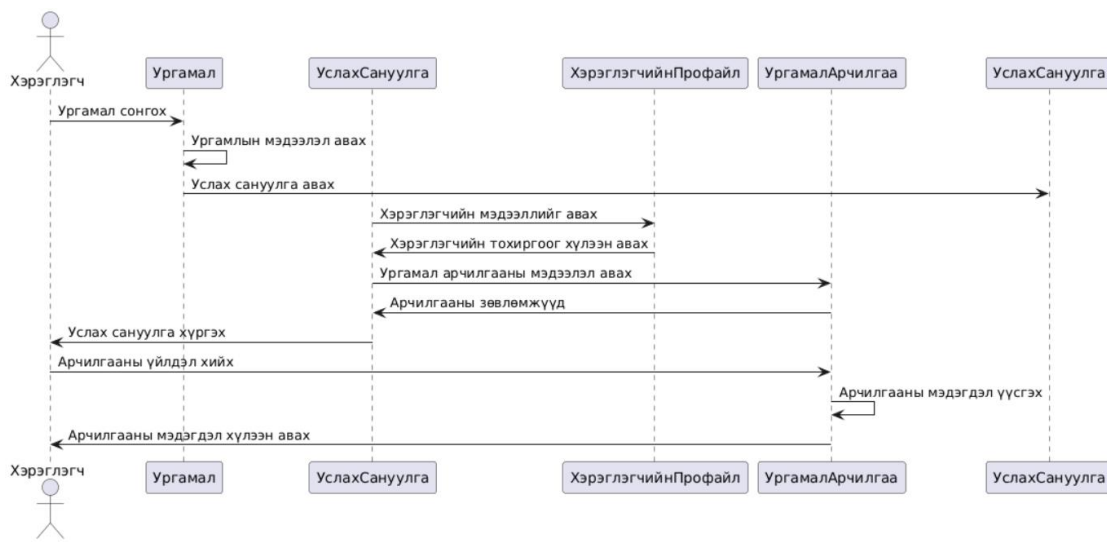 Хэрэглэгч
Ургамал
УслахСануулга
ХэрэглэгчийнПрофайл
УргамалАрчилгаа
УслахСануулга
Ургамал сонгох
Ургамлын мэдээлэл авах
Услах сануулга авах
Хэрэглэгчийн мэдээллийг авах
Хэрэглэгчийн тохиргоог хүлээн авах
Ургамал арчилгааны мэдээлэл авах
Арчилгааны зөвлөмжүүд
Услах сануулга хүргэх
Арчилгааны үйлдэл хийх
Арчилгааны мэдэгдэл үүсгэх
Арчилгааны мэдэгдэл хүлээн авах
Хэрэглэгч
Ургамал
УслахСануулга
ХэрэглэгчийнПрофайл
УргамалАрчилгаа
УслахСануулга